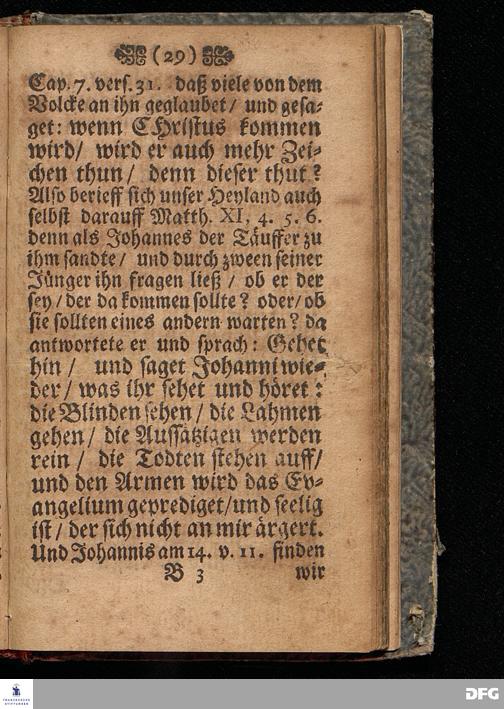 (29)
Cap. 7. vers. 31. daß viele von dem
Volcke an ihn geglaubet / und gesa-
get: wenn CHristus kommen
wird / wird er auch mehr Zei-
chen thun / denn dieser thut?
Also berieff sich unser Heyland auch
selbst darauff Matth. XI, 4. 5. 6.
denn als Johannes der Täuffer zu
ihm sandte / und durch zween seiner
Jünger ihn fragen ließ / ob er der
sey / der da kommen sollte? oder / ob
sie sollten eines andern warten? da
antwortete er und sprach: Gehet
hin / und saget Johanni wie-
der / was ihr sehet und höret:
die Blinden sehen / die Lahmen
gehen / die Aussätzigen werden
rein / die Todten stehen auff /
und den Armen wird das Ev-
angelium geprediget / und seelig
ist / der sich nicht an mir ärgert.
Und Johannis am 14. v. 11. finden
B 3 wir
FRANCKESCHE STIFTUNGEN
DFG